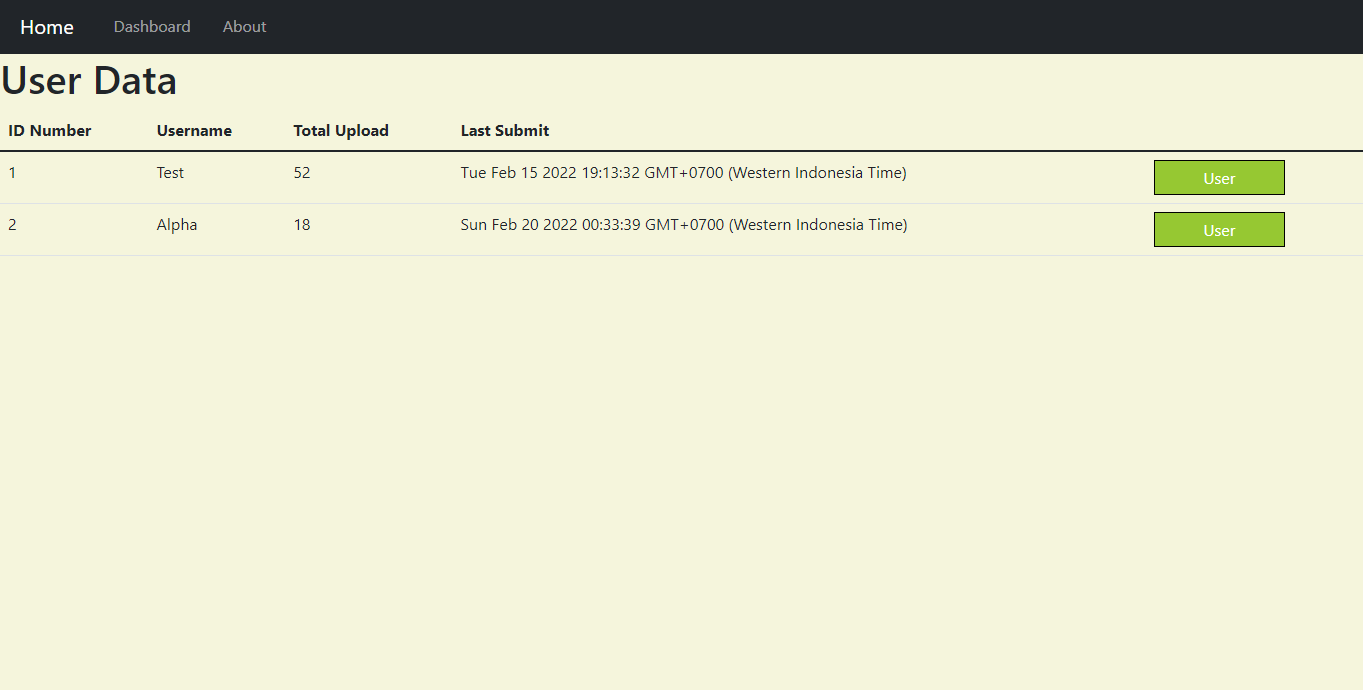 Home Dashboard About
User Data
ID Number Username Total Upload Last Submit
1 Test 52 Tue Feb 15 2022 19:13:32 GMT+0700 (Western Indonesia Time) User
2 Alpha 18 Sun Feb 20 2022 00:33:39 GMT+0700 (Western Indonesia Time) User